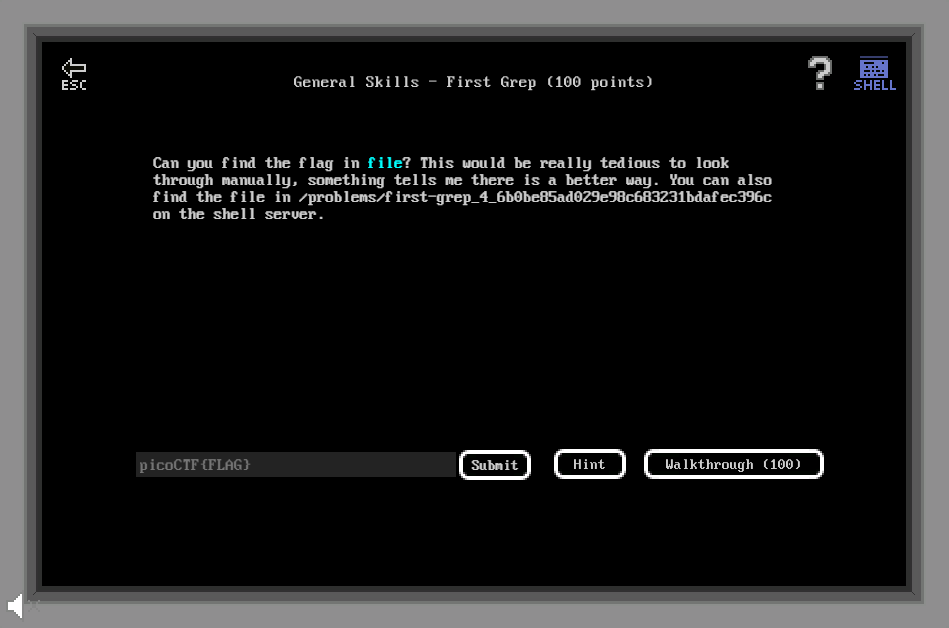 General Skills - First Grep (100 points)
ESC
SHELL
Can you find the flag in file? This would be really tedious to look
through manually, something tells me there is a better way. You can also
find the file in /problems/first-grep_4_6b0be85ad029e98c683231bdafec396c
on the shell server.
picoCTF{FLAG}
Submit
Hint
Walkthrough (100)